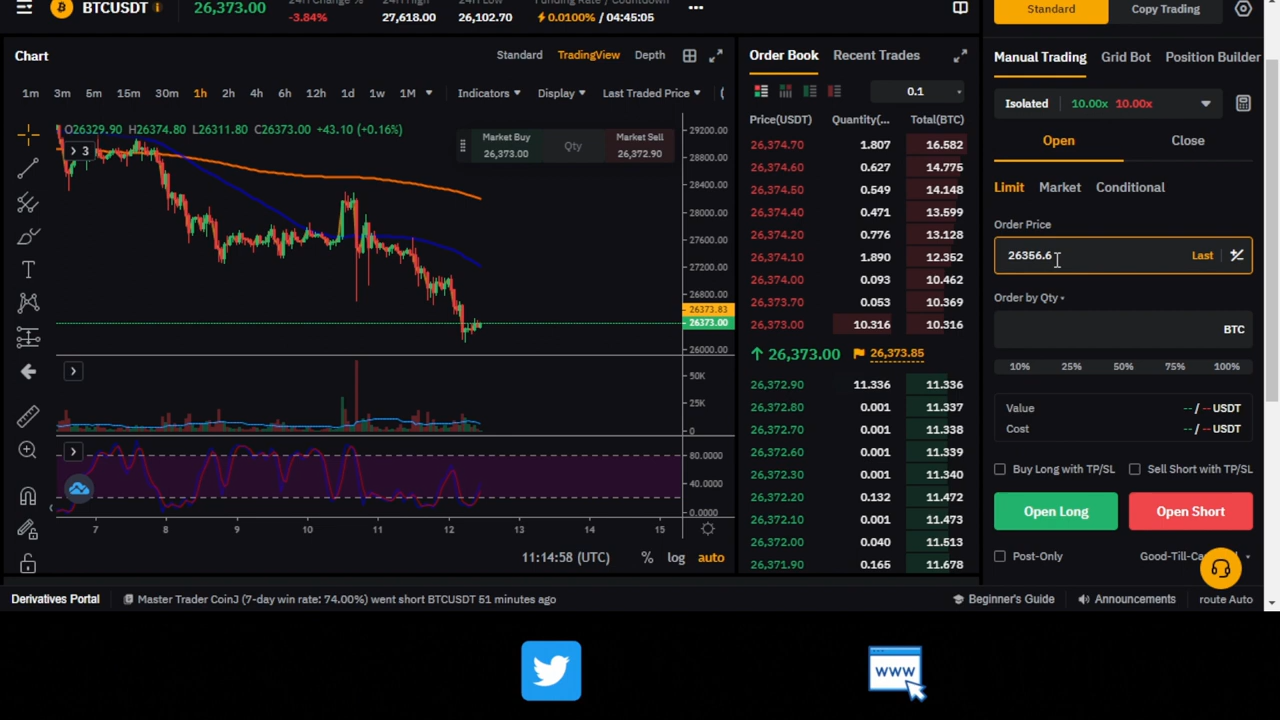 BTCUSDT 26,373.00 24H Change % -3.84% 24H High 27,618.00 24H Low 26,102.70 Funding Rate / Countdown 0.0100% / 04:45:05
Standard Copy Trading
Chart Standard TradingView Depth
1m 3m 5m 15m 30m 1h 2h 4h 6h 12h 1d 1w 1M Indicators Display Last Traded Price
O26329.90 H26374.80 L26311.80 C26373.00 +43.10 (+0.16%)
3
Market Buy 26,373.00 Qty Market Sell 26,372.90
29200.00
28800.00
28400.00
28000.00
27600.00
27200.00
26800.00
26373.83
26373.00
26000.00
50K
25K
0
80.0000
40.0000
0.0000
7 8 9 10 11 12 13 14 15
11:14:58 (UTC) % log auto
Order Book Recent Trades
0.1
Price(USDT) Quantity(... Total(BTC)
26,374.70 1.807 16.582
26,374.60 0.627 14.775
26,374.50 0.549 14.148
26,374.40 0.471 13.599
26,374.20 0.776 13.128
26,374.10 1.890 12.352
26,374.00 0.093 10.462
26,373.70 0.053 10.369
26,373.00 10.316 10.316
26,373.00 26,373.85
26,372.90 11.336 11.336
26,372.80 0.001 11.337
26,372.70 0.001 11.338
26,372.60 0.001 11.339
26,372.30 0.001 11.340
26,372.20 0.132 11.472
26,372.10 0.001 11.473
26,372.00 0.040 11.513
26,371.90 0.165 11.678
Manual Trading Grid Bot Position Builder
Isolated 10.00x 10.00x
Open Close
Limit Market Conditional
Order Price
26356.6 Last
Order by Qty
BTC
10% 25% 50% 75% 100%
Value -- / -- USDT
Cost -- / -- USDT
Buy Long with TP/SL Sell Short with TP/SL
Open Long Open Short
Post-Only
Derivatives Portal Master Trader CoinJ (7-day win rate: 74.00%) went short BTCUSDT 51 minutes ago Beginner's Guide Announcements route Auto
WWW